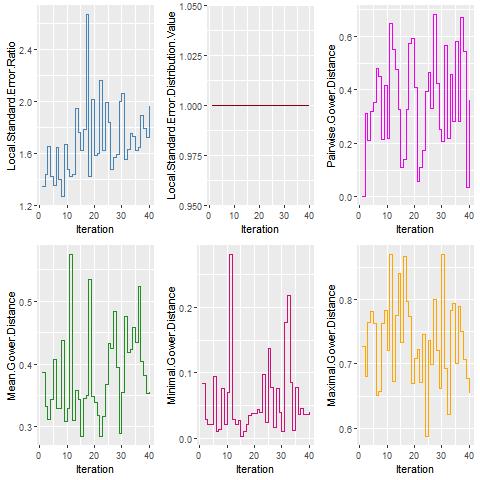 Local.Standard.Error.Ratio
2.4
2.0
1.6
1.2
0 10 20 30 40
Iteration
Local.Standard.Error.Distribution.Value
1.050
1.025
1.000
0.975
0.950
0 10 20 30 40
Iteration
Pairwise.Gower.Distance
0.6
0.4
0.2
0.0
0 10 20 30 40
Iteration
Mean.Gower.Distance
0.5
0.4
0.3
0 10 20 30 40
Iteration
Minimal.Gower.Distance
0.2
0.1
0.0
0 10 20 30 40
Iteration
Maximal.Gower.Distance
0.8
0.7
0.6
0 10 20 30 40
Iteration